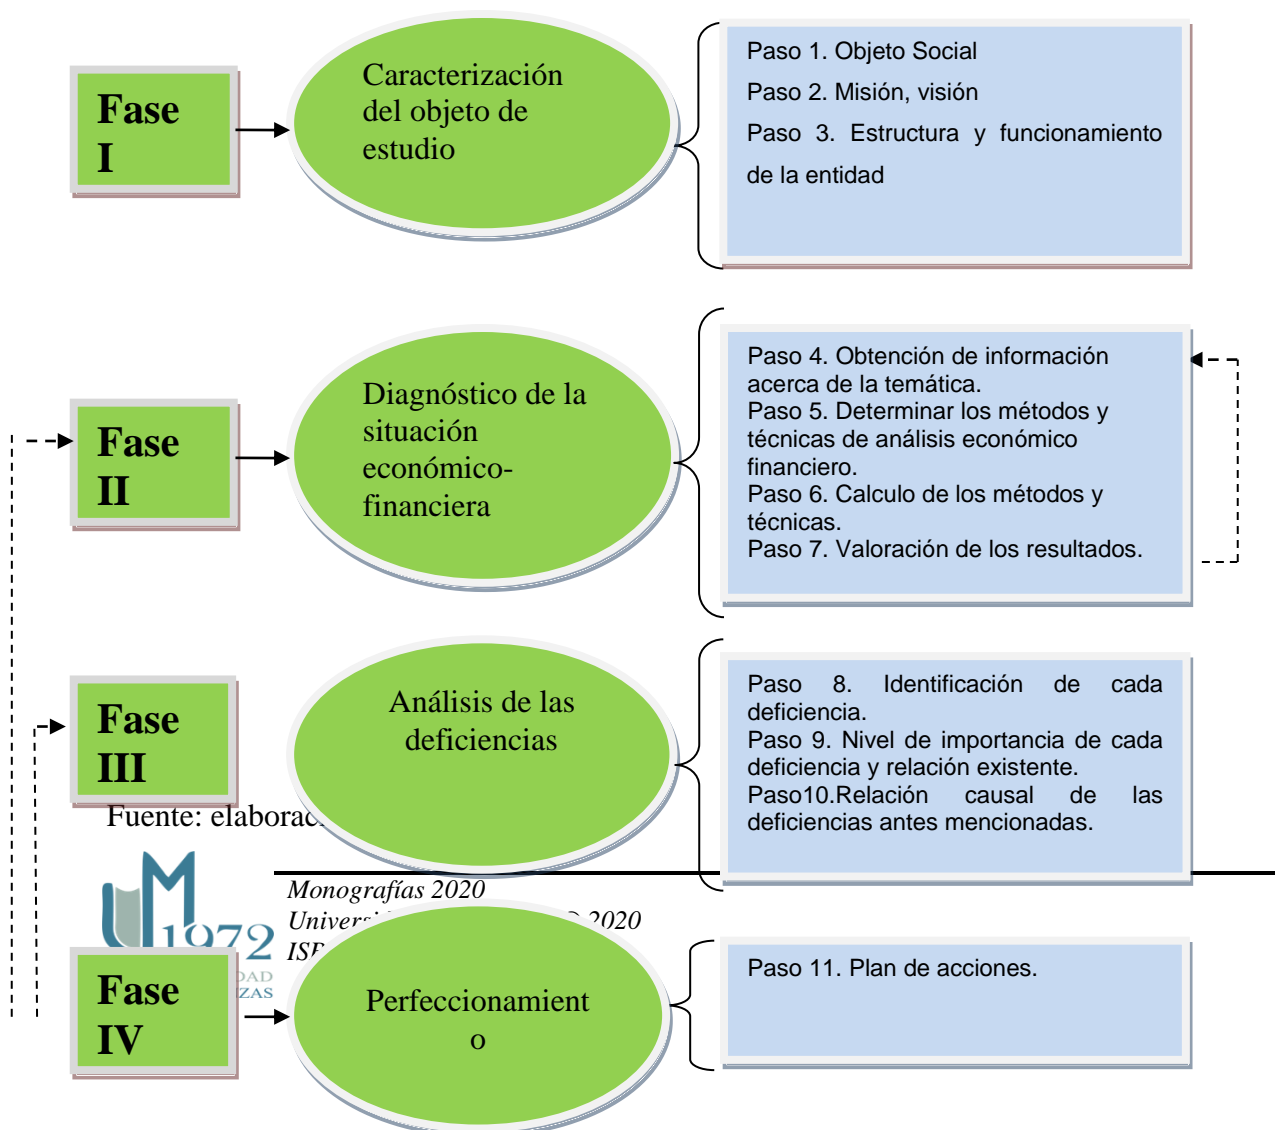 Fase
I
Caracterización
del objeto de
estudio
Paso 1. Objeto Social
Paso 2. Misión, visión
Paso 3. Estructura y funcionamiento
de la entidad
Fase
II
Diagnóstico de la
situación
económico-
financiera
Paso 4. Obtención de información
acerca de la temática.
Paso 5. Determinar los métodos y
técnicas de análisis económico
financiero.
Paso 6. Calculo de los métodos y
técnicas.
Paso 7. Valoración de los resultados.
Fase
III
Análisis de las
deficiencias
Paso 8. Identificación de cada
deficiencia.
Paso 9. Nivel de importancia de cada
deficiencia y relación existente.
Paso10.Relación causal de las
deficiencias antes mencionadas.
Fuente:
Monografías 2020
2020
1972
Fase
IV
Perfeccionamient
o
Paso 11. Plan de acciones.